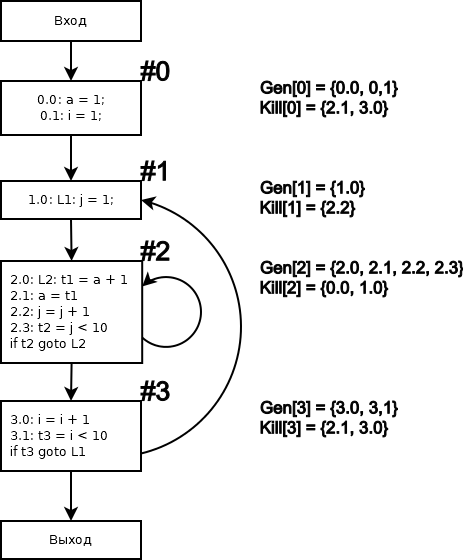 Вход
#0
0.0: a = 1;
0.1: i = 1;
Gen[0] = {0.0, 0,1}
Kill[0] = {2.1, 3.0}
#1
1.0: L1: j = 1;
Gen[1] = {1.0}
Kill[1] = {2.2}
#2
2.0: L2: t1 = a + 1
2.1: a = t1
2.2: j = j + 1
2.3: t2 = j < 10
if t2 goto L2
Gen[2] = {2.0, 2.1, 2.2, 2.3}
Kill[2] = {0.0, 1.0}
#3
3.0: i = i + 1
3.1: t3 = i < 10
if t3 goto L1
Gen[3] = {3.0, 3,1}
Kill[3] = {2.1, 3.0}
Выход